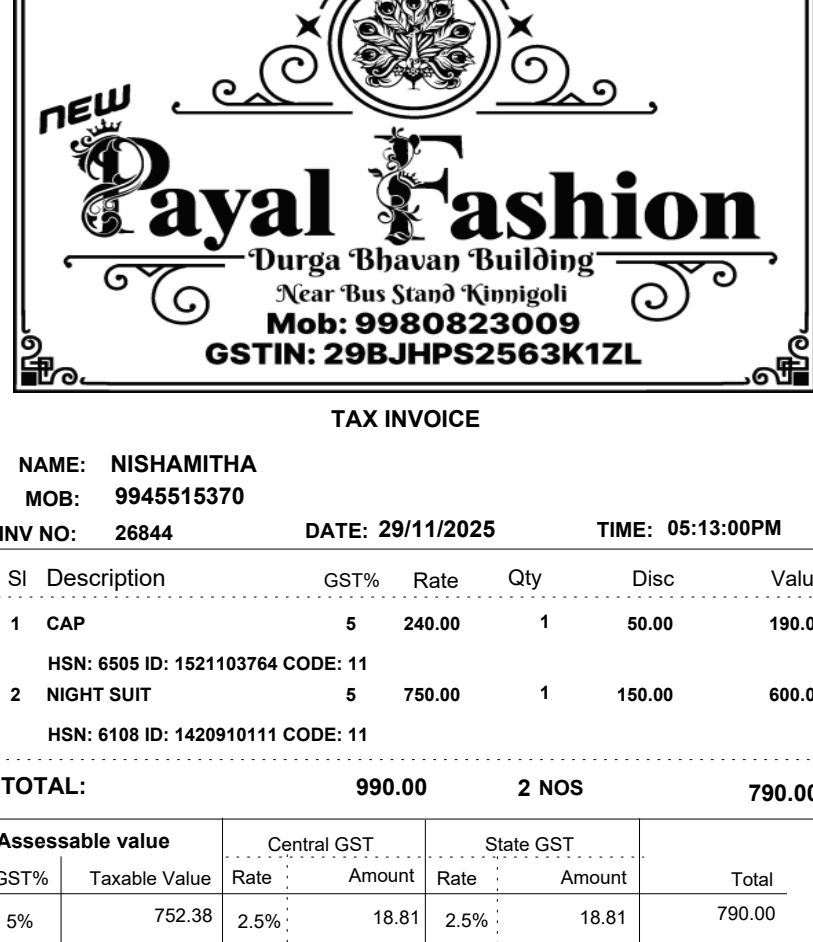 NEW
Payal Fashion
Durga Bhavan Building
Near Bus Stand Kinnigoli
Mob: 9980823009
GSTIN: 29BJHPS2563K1ZL
TAX INVOICE
NAME: NISHAMITHA
MOB: 9945515370
INV NO: 26844 DATE: 29/11/2025 TIME: 05:13:00PM
Sl Description GST% Rate Qty Disc Valu
1 CAP 5 240.00 1 50.00 190.0
HSN: 6505 ID: 1521103764 CODE: 11
2 NIGHT SUIT 5 750.00 1 150.00 600.0
HSN: 6108 ID: 1420910111 CODE: 11
TOTAL: 990.00 2 NOS 790.00
Assessable value Central GST State GST
GST% Taxable Value Rate Amount Rate Amount Total
5% 752.38 2.5% 18.81 2.5% 18.81 790.00